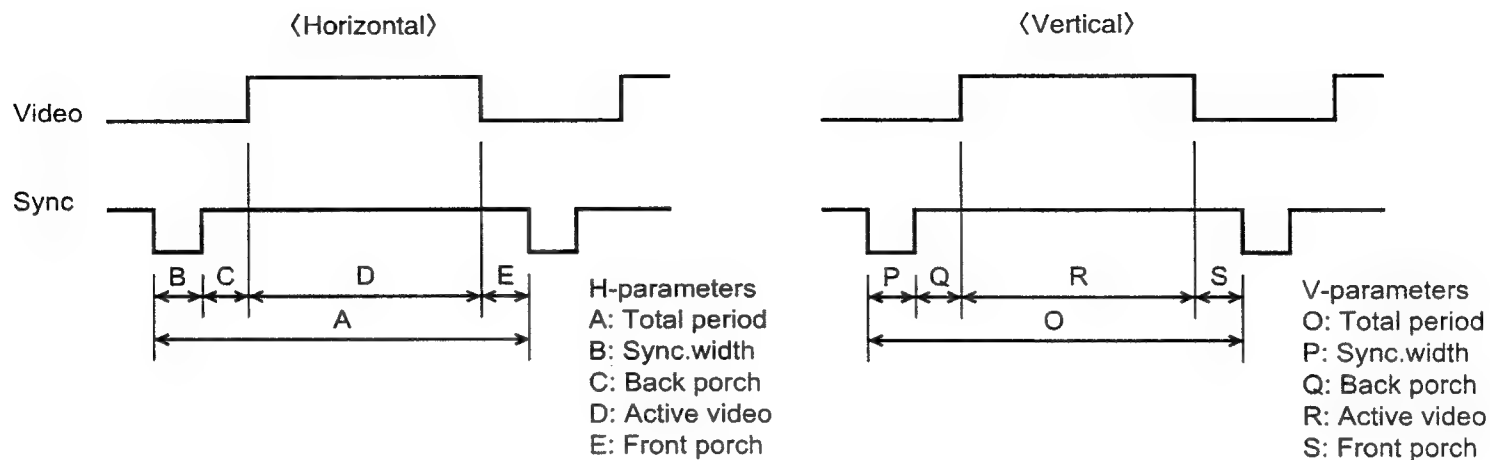 〈Horizontal〉
Video
Sync
B
C
D
E
A
H-parameters
A: Total period
B: Sync.width
C: Back porch
D: Active video
E: Front porch
〈Vertical〉
P
Q
R
S
O
V-parameters
O: Total period
P: Sync.width
Q: Back porch
R: Active video
S: Front porch